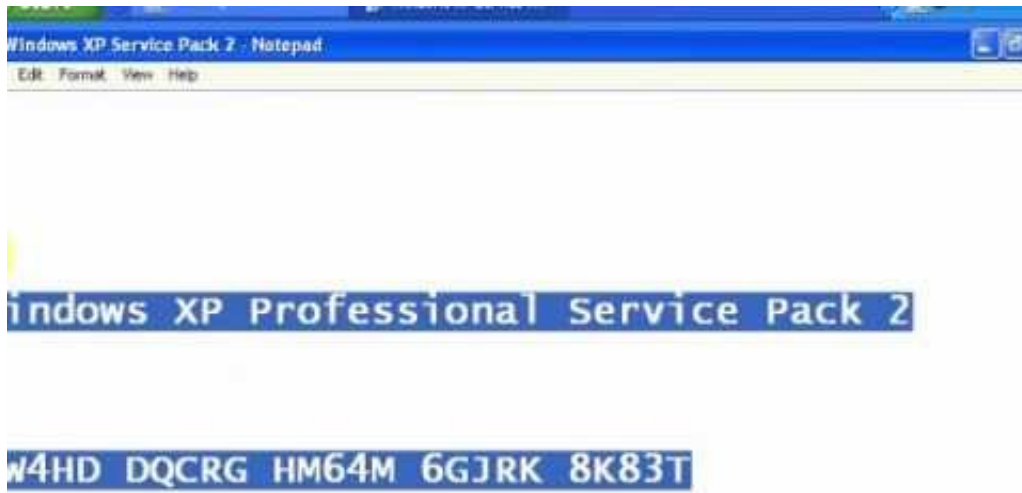 Windows XP Service Pack 2 - Notepad
Edit Format View Help
indows XP Professional Service Pack 2
W4HD DQCRG HM64M 6GJRK 8K83T